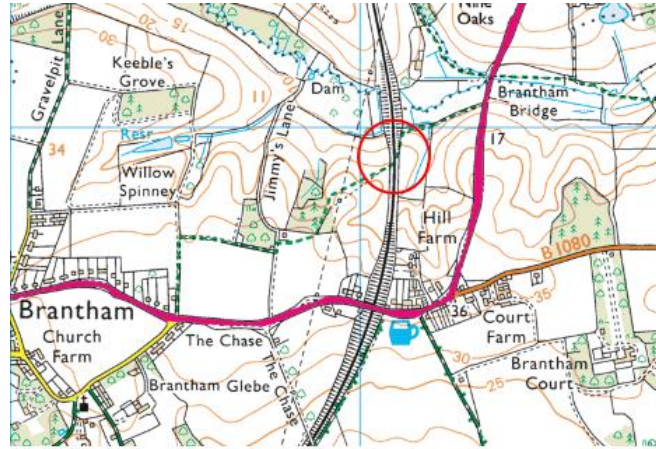 Nine
Oaks
Gravelpit Lane
Keeble's
Grove
Dam
Brantham
Bridge
Resr
Jimmy's Lane
11
17
34
Willow
Spinney
Hill
Farm
B1080
Brantham
36
35
Church
Farm
The Chase
Court
Farm
The Chase
Brantham Glebe
30
25
Brantham
Court
15
20
30